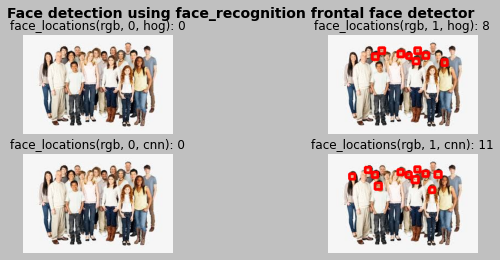 Face detection using face_recognition frontal face detector
face_locations(rgb, 0, hog): 0
face_locations(rgb, 1, hog): 8
face_locations(rgb, 0, cnn): 0
face_locations(rgb, 1, cnn): 11